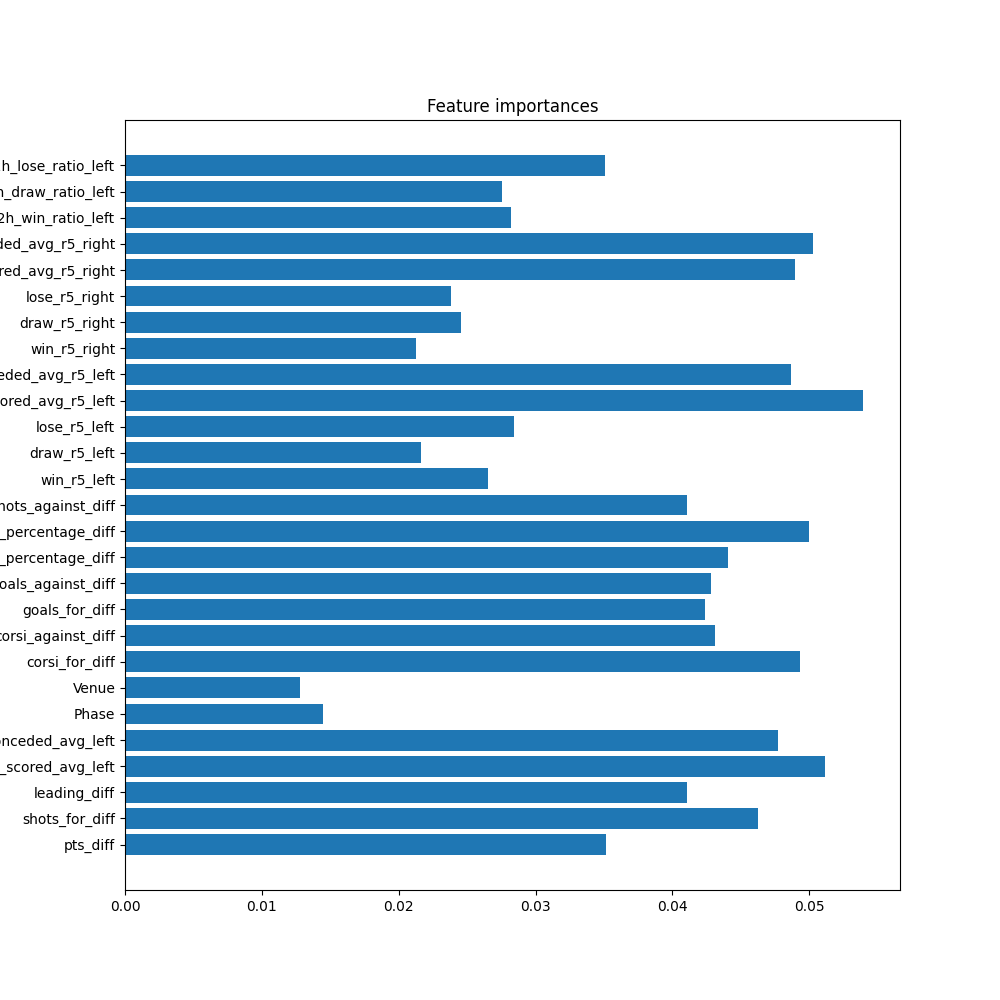 Feature importances
h_lose_ratio_left
h_draw_ratio_left
2h_win_ratio_left
ded_avg_r5_right
red_avg_r5_right
lose_r5_right
draw_r5_right
win_r5_right
eded_avg_r5_left
ored_avg_r5_left
lose_r5_left
draw_r5_left
win_r5_left
hots_against_diff
_percentage_diff
_percentage_diff
oals_against_diff
goals_for_diff
corsi_against_diff
corsi_for_diff
Venue
Phase
onceded_avg_left
_scored_avg_left
leading_diff
shots_for_diff
pts_diff
0.00 0.01 0.02 0.03 0.04 0.05